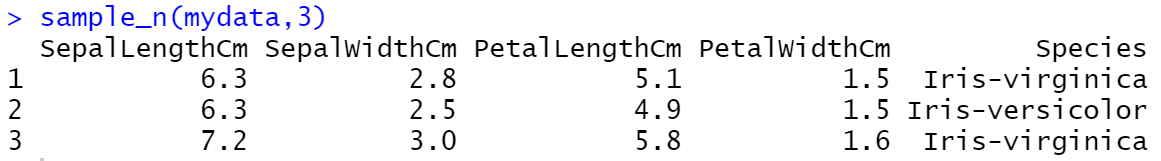 > sample_n(mydata,3)
SepalLengthCm SepalWidthCm PetalLengthCm PetalWidthCm Species
1 6.3 2.8 5.1 1.5 Iris-virginica
2 6.3 2.5 4.9 1.5 Iris-versicolor
3 7.2 3.0 5.8 1.6 Iris-virginica